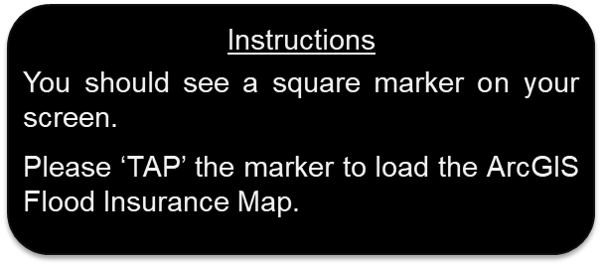 Instructions
You should see a square marker on your
screen.
Please ‘TAP’ the marker to load the ArcGIS
Flood Insurance Map.